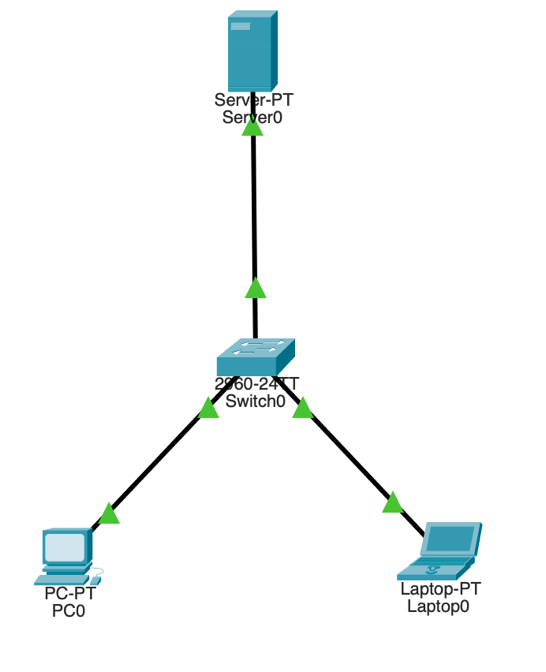 Server-PT
Server0
2960-24TT
Switch0
PC-PT
PC0
Laptop-PT
Laptop0